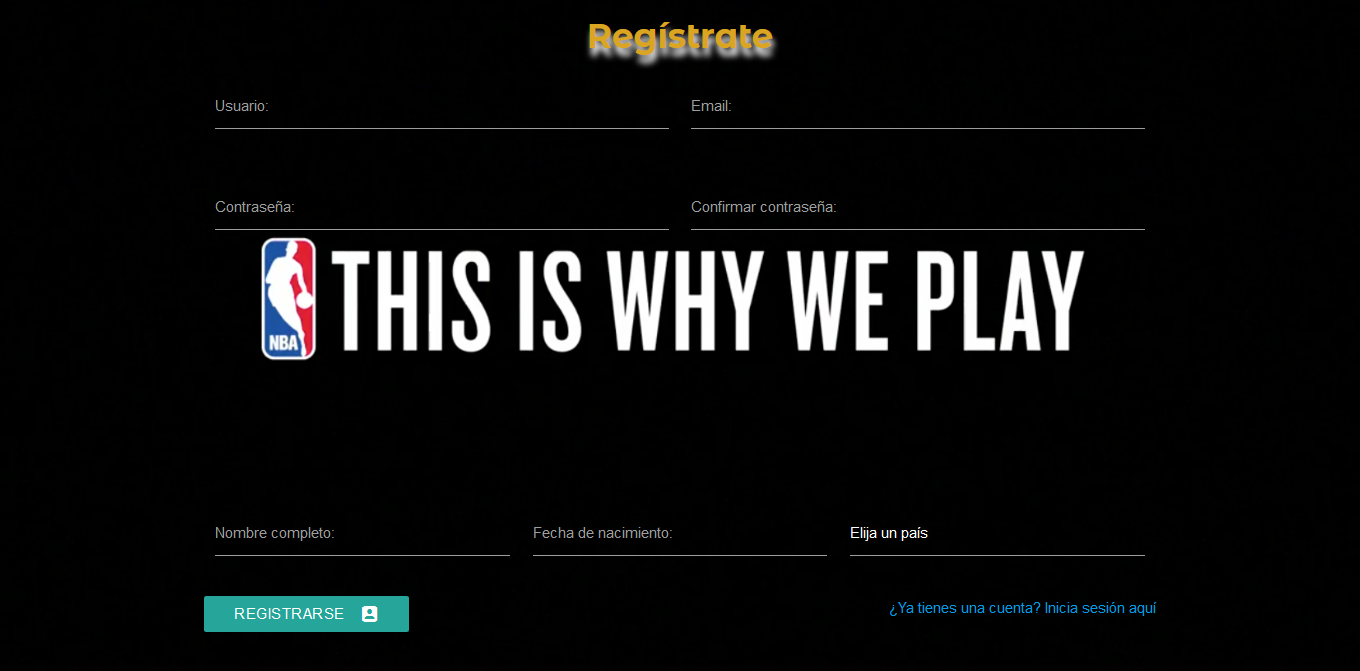 Regístrate
Usuario:
Email:
Contraseña:
Confirmar contraseña:
NBA THIS IS WHY WE PLAY
Nombre completo:
Fecha de nacimiento:
Elija un país
REGISTRARSE
¿Ya tienes una cuenta? Inicia sesión aquí